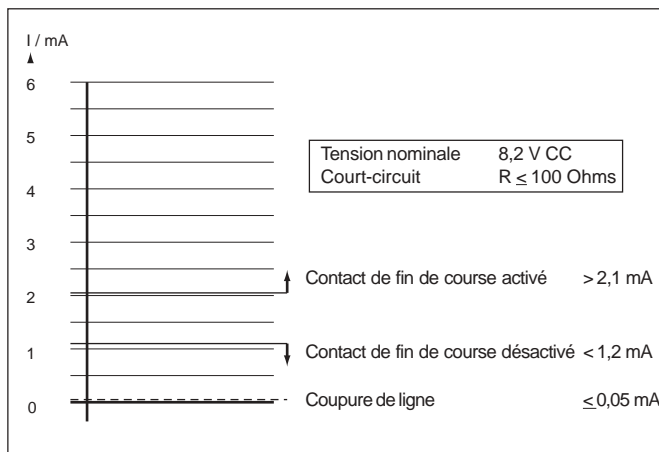 I / mA
6
5
Tension nominale 8,2 V CC
Court-circuit R ≤ 100 Ohms
4
3
Contact de fin de course activé > 2,1 mA
2
1
Contact de fin de course désactivé < 1,2 mA
Coupure de ligne ≤ 0,05 mA
0